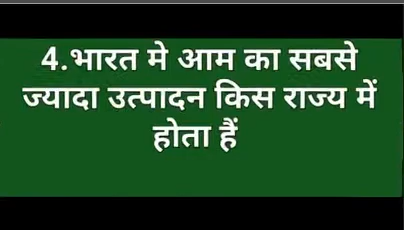 4.भारत मे आम का सबसे
ज्यादा उत्पादन किस राज्य में
होता हैं